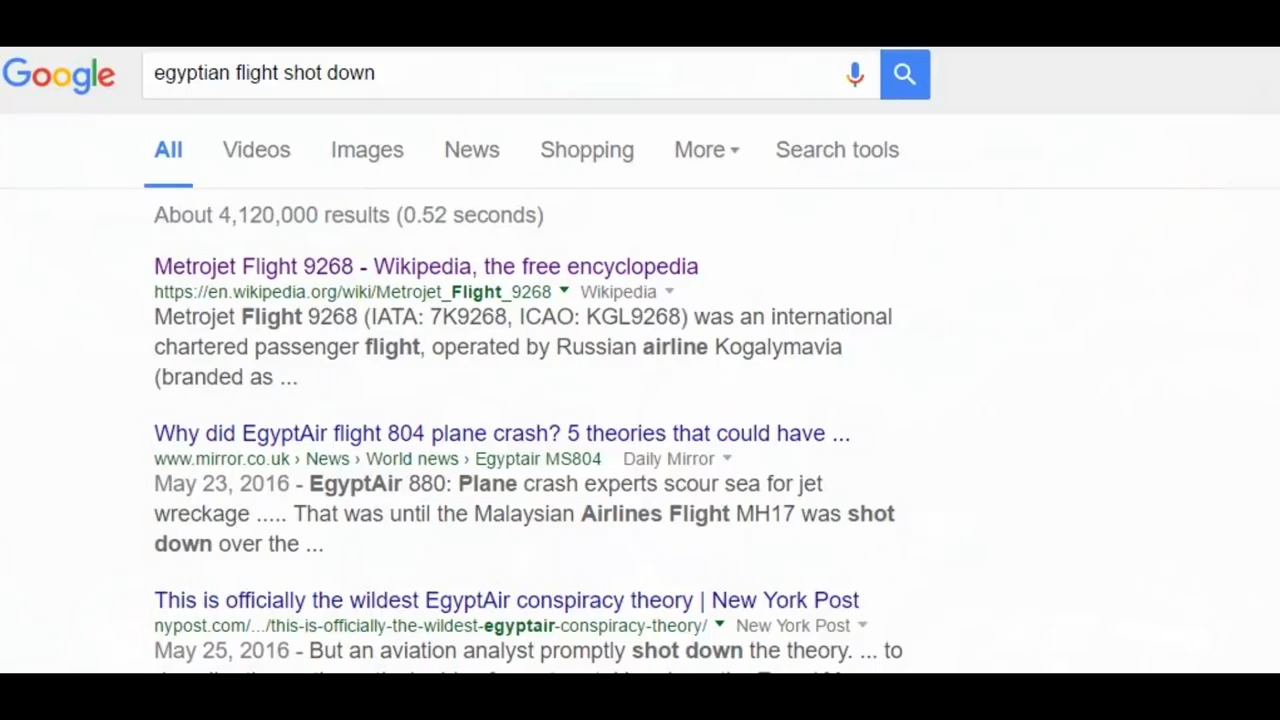 Google
egyptian flight shot down
All Videos Images News Shopping More Search tools
About 4,120,000 results (0.52 seconds)
Metrojet Flight 9268 - Wikipedia, the free encyclopedia
https://en.wikipedia.org/wiki/Metrojet_Flight_9268 Wikipedia
Metrojet Flight 9268 (IATA: 7K9268, ICAO: KGL9268) was an international
chartered passenger flight, operated by Russian airline Kogalymavia
(branded as ...
Why did EgyptAir flight 804 plane crash? 5 theories that could have ...
www.mirror.co.uk › News › World news › Egyptair MS804 Daily Mirror
May 23, 2016 - EgyptAir 880: Plane crash experts scour sea for jet
wreckage ..... That was until the Malaysian Airlines Flight MH17 was shot
down over the ...
This is officially the wildest EgyptAir conspiracy theory | New York Post
nypost.com/.../this-is-officially-the-wildest-egyptair-conspiracy-theory/ New York Post
May 25, 2016 - But an aviation analyst promptly shot down the theory. ... to